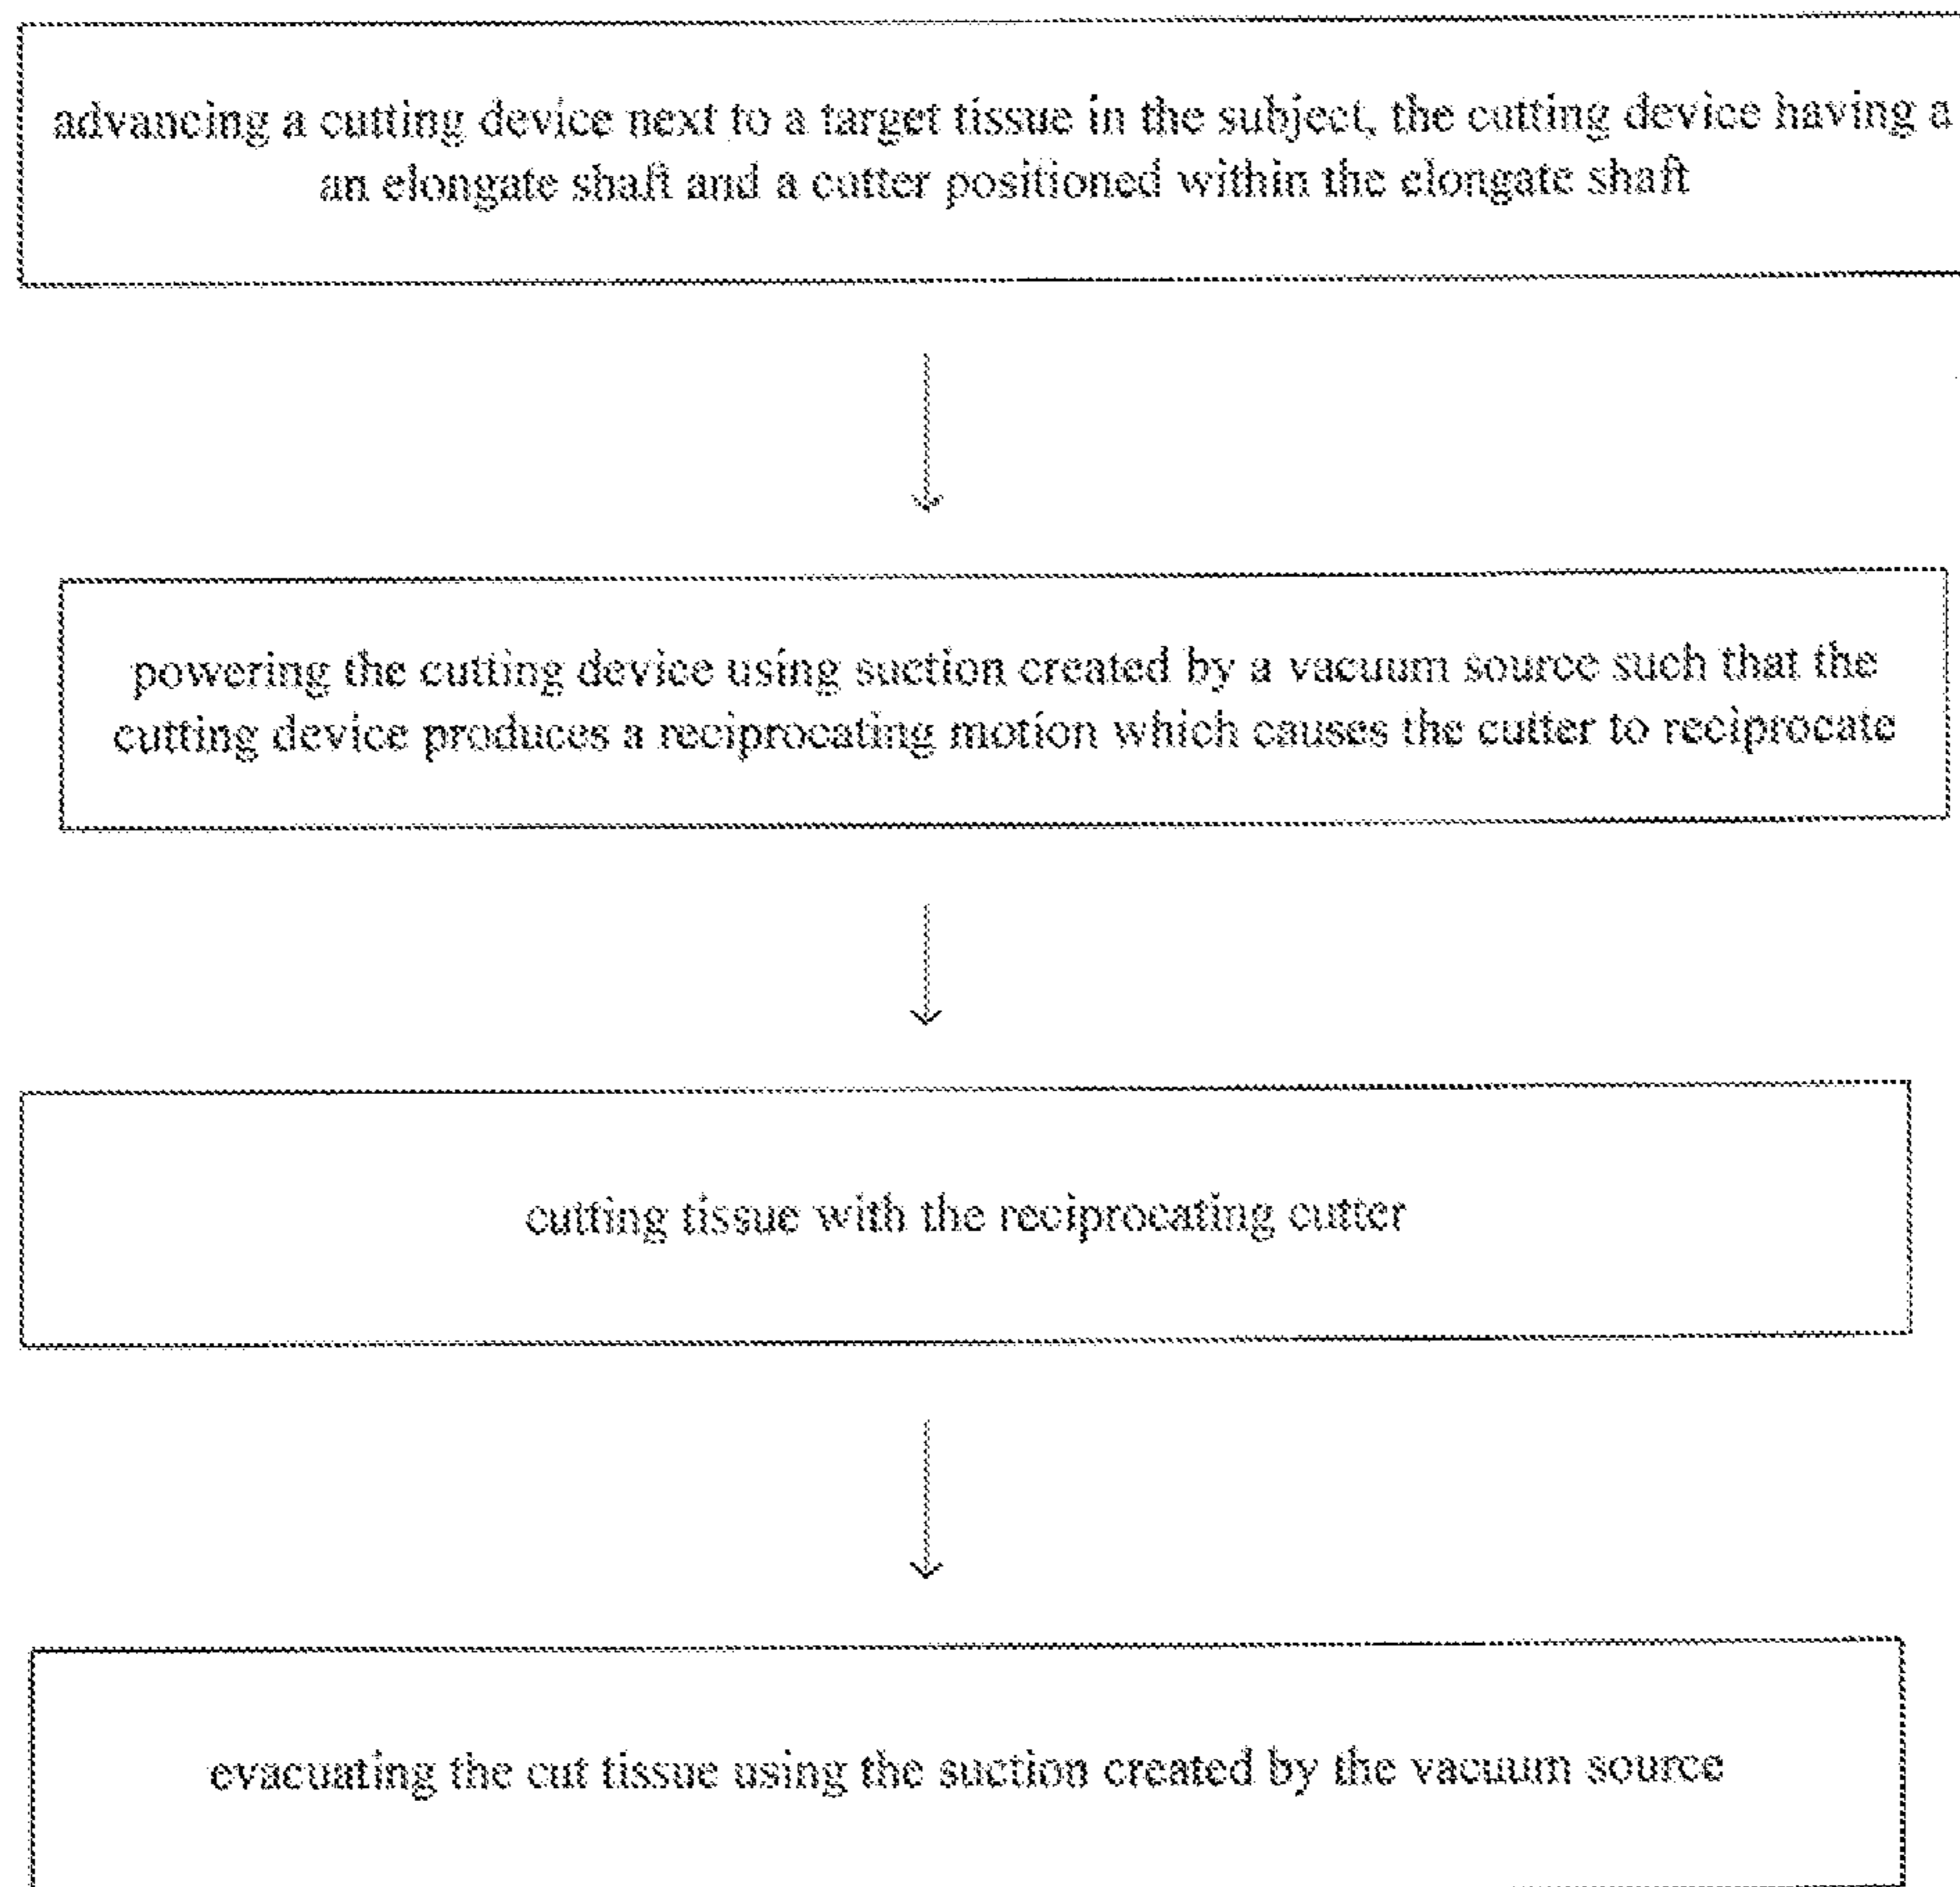 advancing a cutting device next to a target tissue in the subject, the cutting device having a
an elongate shaft and a cutter positioned within the elongate shaft
powering the cutting device using suction created by a vacuum source such that the
cutting device produces a reciprocating motion which causes the cutter to reciprocate
cutting tissue with the reciprocating cutter
evacuating the cut tissue using the suction created by the vacuum source